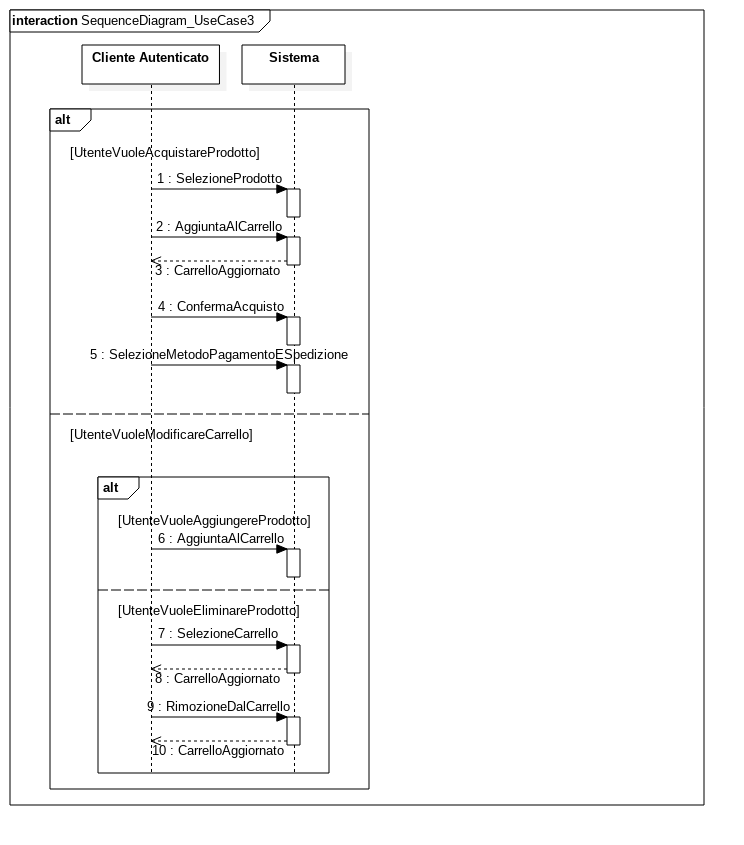 interaction SequenceDiagram_UseCase3
Cliente Autenticato
Sistema
alt
[UtenteVuoleAcquistareProdotto]
1 : SelezioneProdotto
2 : AggiuntaAlCarrello
3 : CarrelloAggiornato
4 : ConfermaAcquisto
5 : SelezioneMetodoPagamentoESpedizione
[UtenteVuoleModificareCarrello]
alt
[UtenteVuoleAggiungereProdotto]
6 : AggiuntaAlCarrello
[UtenteVuoleEliminareProdotto]
7 : SelezioneCarrello
8 : CarrelloAggiornato
9 : RimozioneDalCarrello
10 : CarrelloAggiornato